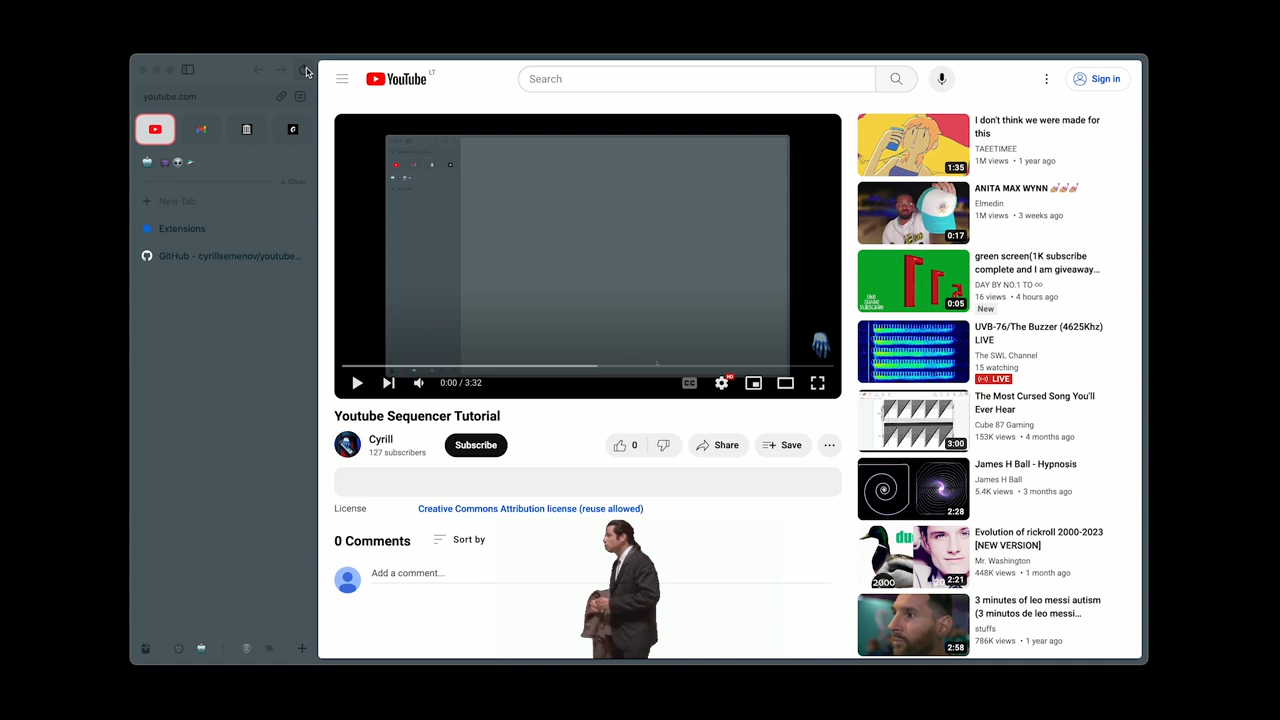 youtube.com
Clear
New Tab
Extensions
GitHub - cyrillsemenov/youtube...
YouTube LT
Search
Sign in
0:00 / 3:32
CC
HD
Youtube Sequencer Tutorial
Cyrill
127 subscribers
Subscribe
0
Share
Save
License
Creative Commons Attribution license (reuse allowed)
0 Comments
Sort by
Add a comment...
I don't think we were made for
this
TAEETIMEE
1M views • 1 year ago
1:35
ANITA MAX WYNN 💅🏼💅🏼💅🏼
Elmedin
1M views • 3 weeks ago
0:17
green screen(1K subscribe
complete and I am giveaway...
DAY BY NO.1 TO ∞
16 views • 4 hours ago
New
LIKE
SHARE
SUBSCRIBE
0:05
UVB-76/The Buzzer (4625Khz)
LIVE
The SWL Channel
15 watching
LIVE
The Most Cursed Song You'll
Ever Hear
Cube 87 Gaming
153K views • 4 months ago
3:00
James H Ball - Hypnosis
James H Ball
5.4K views • 3 months ago
2:28
Evolution of rickroll 2000-2023
[NEW VERSION]
Mr. Washington
448K views • 1 month ago
du
2000
2:21
3 minutes of leo messi autism
(3 minutos de leo messi...
stuffs
786K views • 1 year ago
2:58